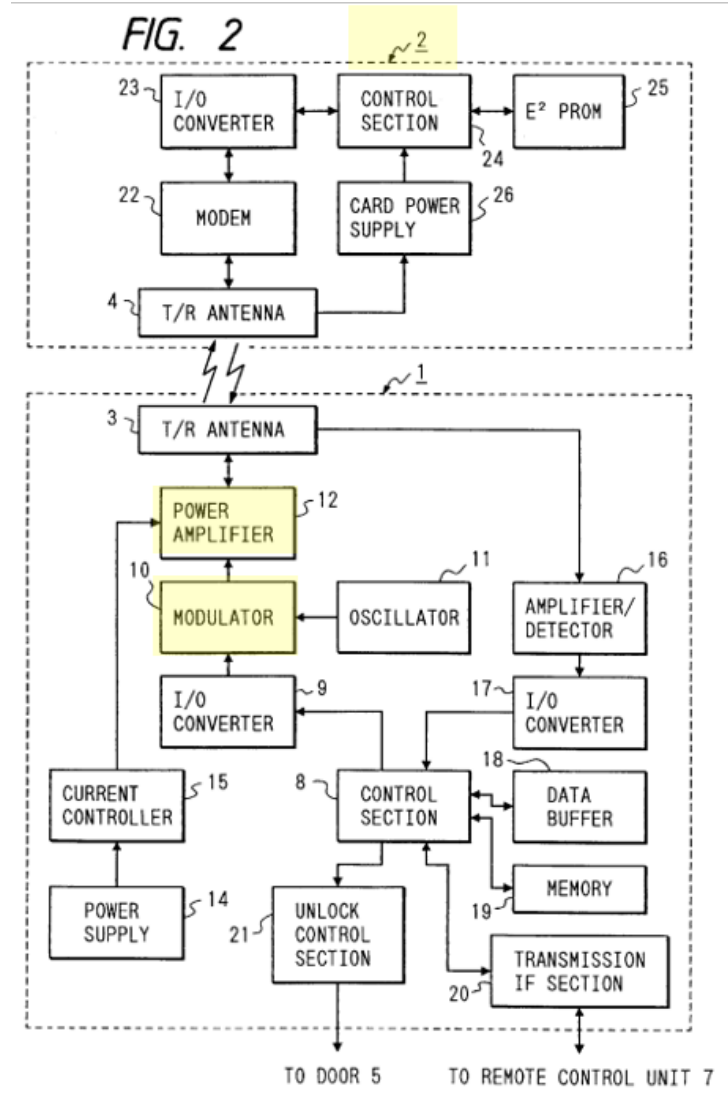 FIG. 2
2
23
I/O
CONVERTER
CONTROL
SECTION
24
E² PROM
25
22
MODEM
CARD POWER
SUPPLY
26
4
T/R ANTENNA
1
3
T/R ANTENNA
POWER
AMPLIFIER
12
10
MODULATOR
11
OSCILLATOR
16
AMPLIFIER/
DETECTOR
I/O
CONVERTER
9
17
I/O
CONVERTER
CURRENT
CONTROLLER
15
8
CONTROL
SECTION
18
DATA
BUFFER
MEMORY
19
POWER
SUPPLY
14
21
UNLOCK
CONTROL
SECTION
TRANSMISSION
IF SECTION
20
TO DOOR 5
TO REMOTE CONTROL UNIT 7